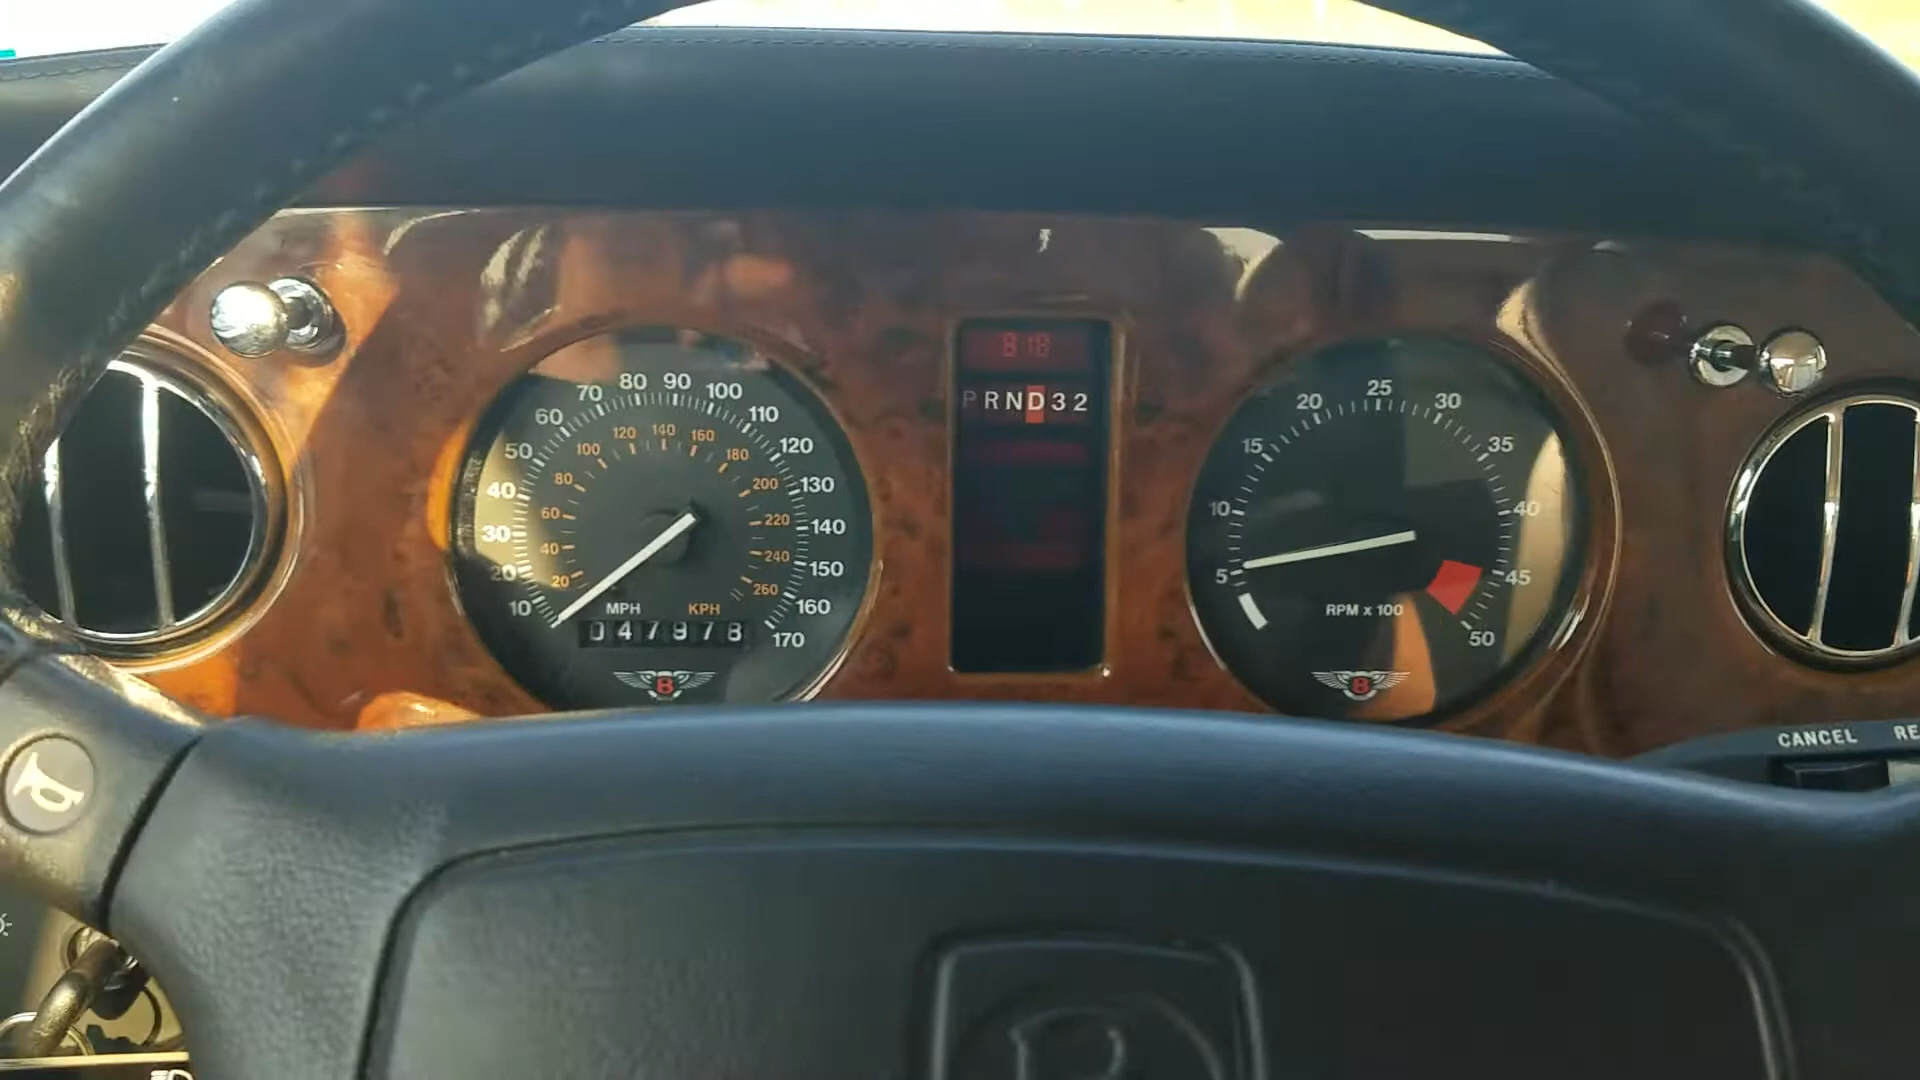 818
PRND32
10 20 30 40 50 60 70 80 90 100 110 120 130 140 150 160 170
20 40 60 80 100 120 140 160 180 200 220 240 260
MPH KPH
047978
B
5 10 15 20 25 30 35 40 45 50
RPM x 100
B
CANCEL RE
B